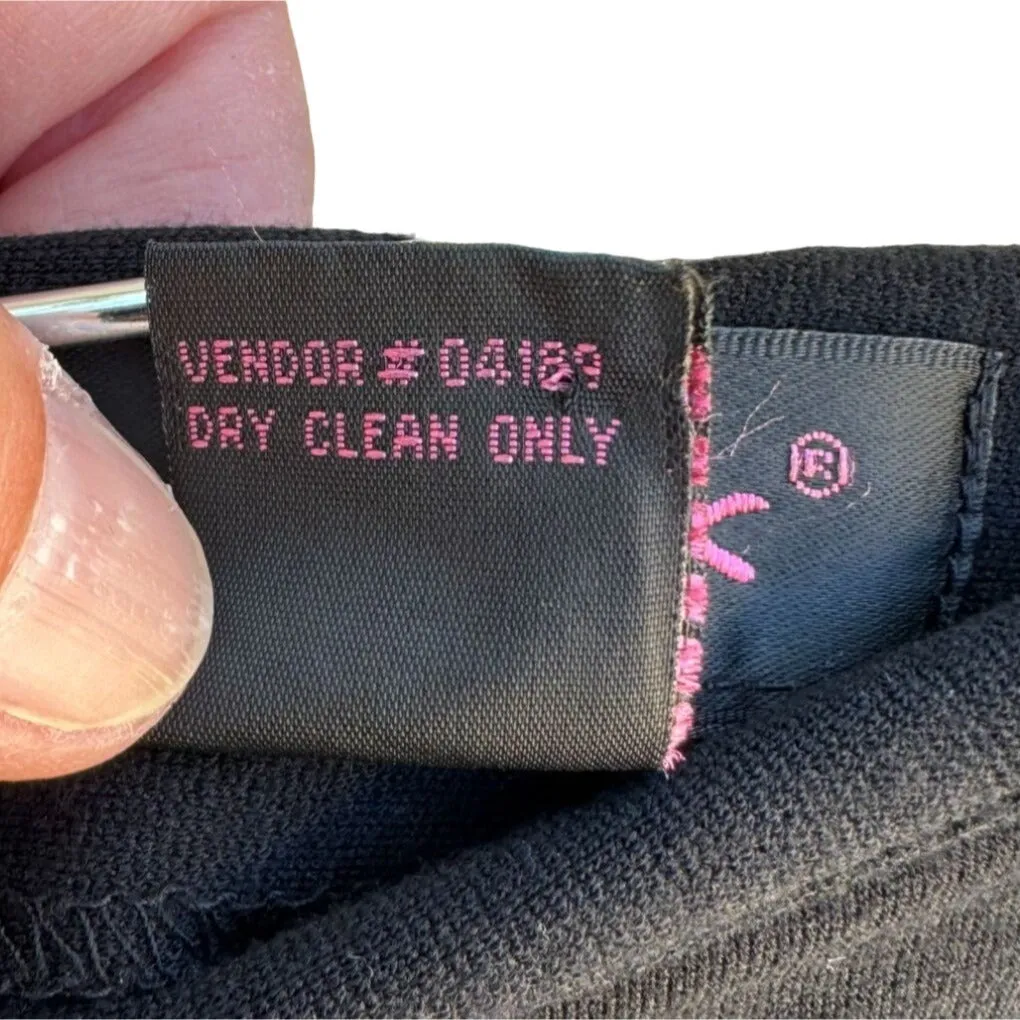 VENDOR # 04189
DRY CLEAN ONLY
®